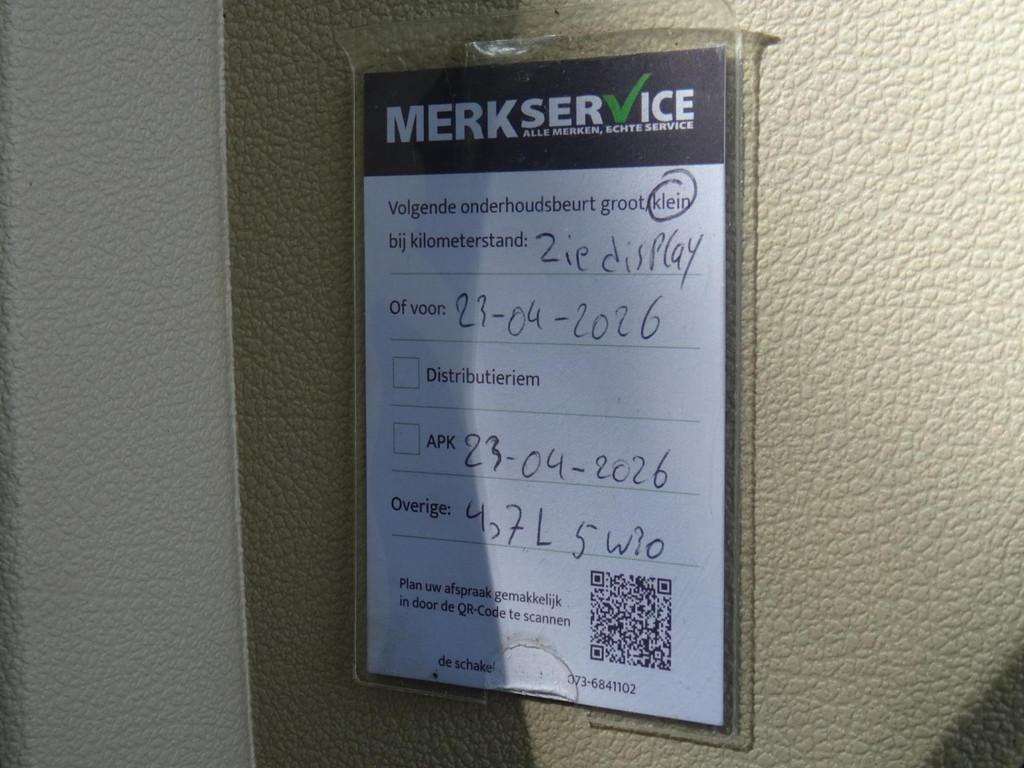 MERKSERVICE
ALLE MERKEN, ECHTE SERVICE
Volgende onderhoudsbeurt groot/klein
bij kilometerstand: Zie display
Of voor: 23-04-2026
Distributieriem
APK 23-04-2026
Overige: 4,7 L 5W30
Plan uw afspraak gemakkelijk
in door de QR-Code te scannen
de schakel 073-6841102